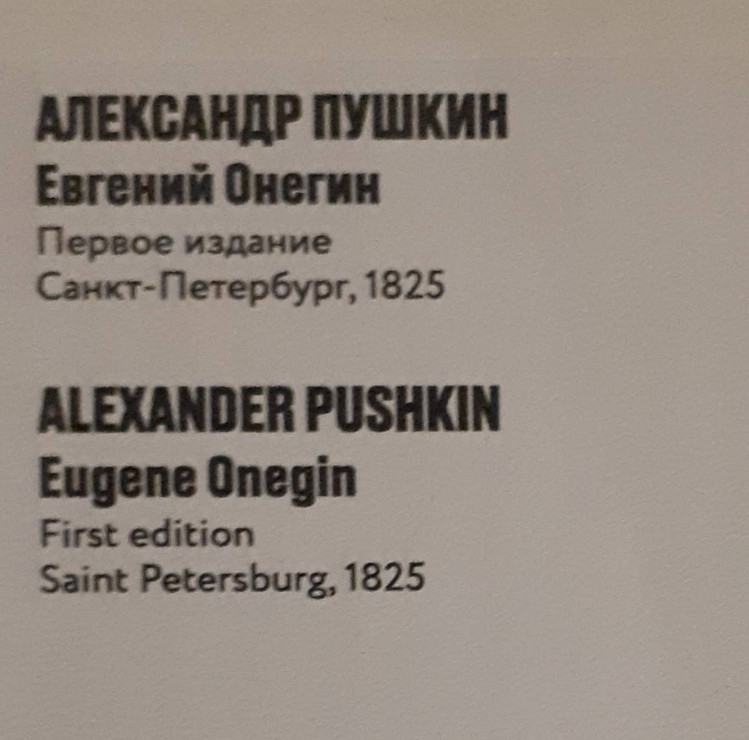 АЛЕКСАНДР ПУШКИН
Евгений Онегин
Первое издание
Санкт-Петербург, 1825
ALEXANDER PUSHKIN
Eugene Onegin
First edition
Saint Petersburg, 1825